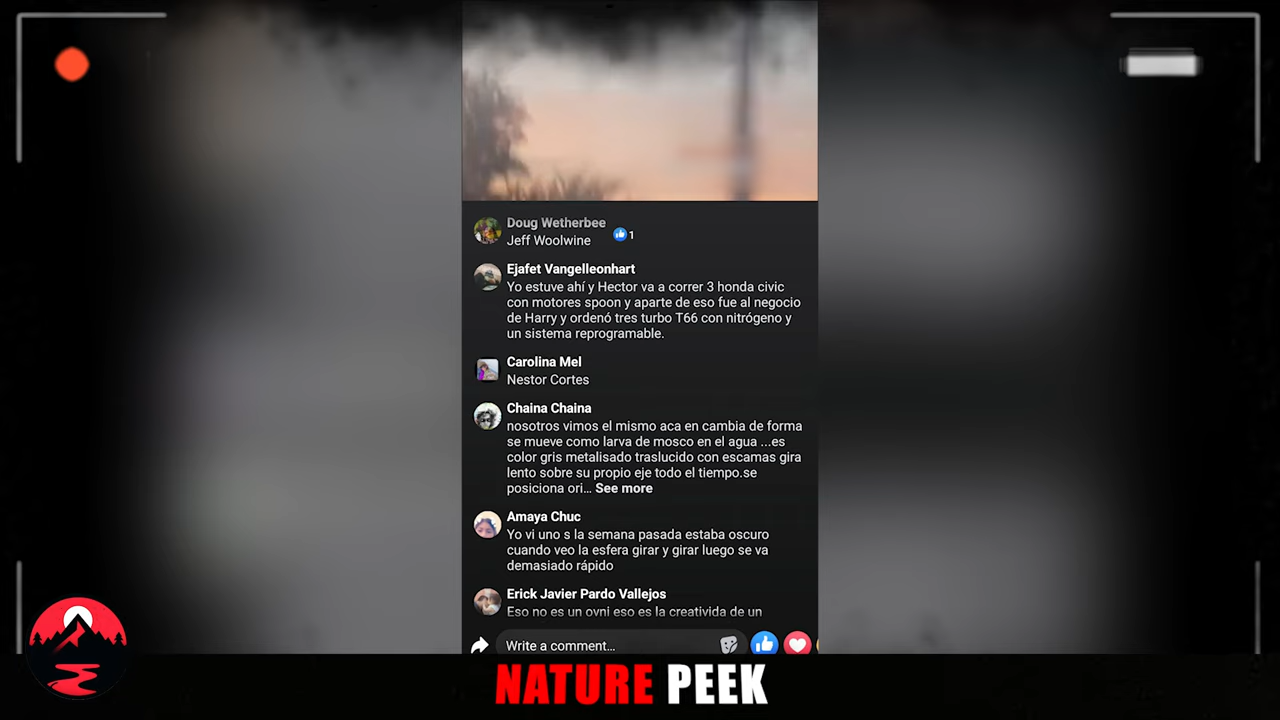 Doug Wetherbee
Jeff Woolwine
1
Ejafet Vangelleonhart
Yo estuve ahí y Hector va a correr 3 honda civic
con motores spoon y aparte de eso fue al negocio
de Harry y ordenó tres turbo T66 con nitrógeno y
un sistema reprogramable.
Carolina Mel
Nestor Cortes
Chaina Chaina
nosotros vimos el mismo aca en cambia de forma
se mueve como larva de mosco en el agua ...es
color gris metalisado traslucido con escamas gira
lento sobre su propio eje todo el tiempo.se
posiciona ori... See more
Amaya Chuc
Yo vi uno s la semana pasada estaba oscuro
cuando veo la esfera girar y girar luego se va
demasiado rápido
Erick Javier Pardo Vallejos
Eso no es un ovni eso es la creativida de un
Write a comment...
NATURE PEEK